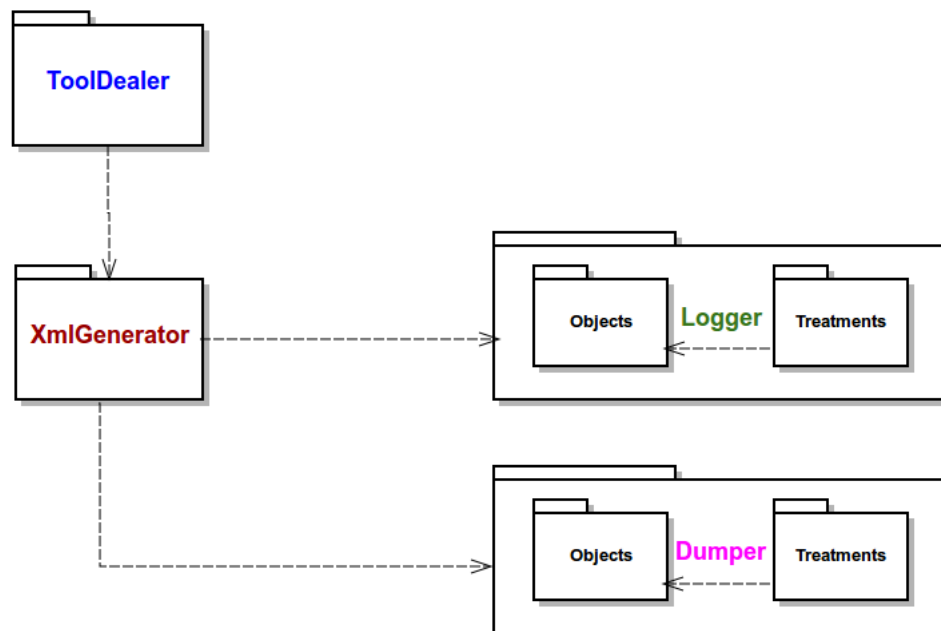 ToolDealer
XmlGenerator
Objects
Logger
Treatments
Objects
Dumper
Treatments